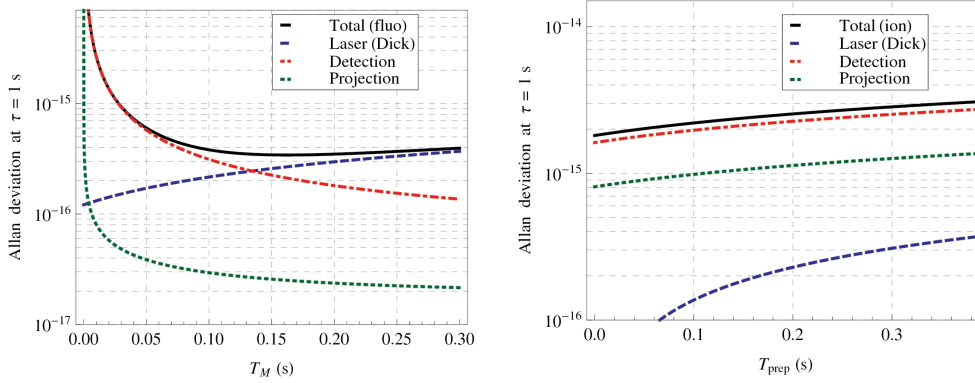 Total (fluo)
Laser (Dick)
Detection
Projection
10⁻¹⁵
10⁻¹⁶
10⁻¹⁷
Allan deviation at τ = 1 s
0.00 0.05 0.10 0.15 0.20 0.25 0.30
T_M (s)
Total (ion)
Laser (Dick)
Detection
Projection
10⁻¹⁴
10⁻¹⁵
10⁻¹⁶
Allan deviation at τ = 1 s
0.0 0.1 0.2 0.3
T_prep (s)